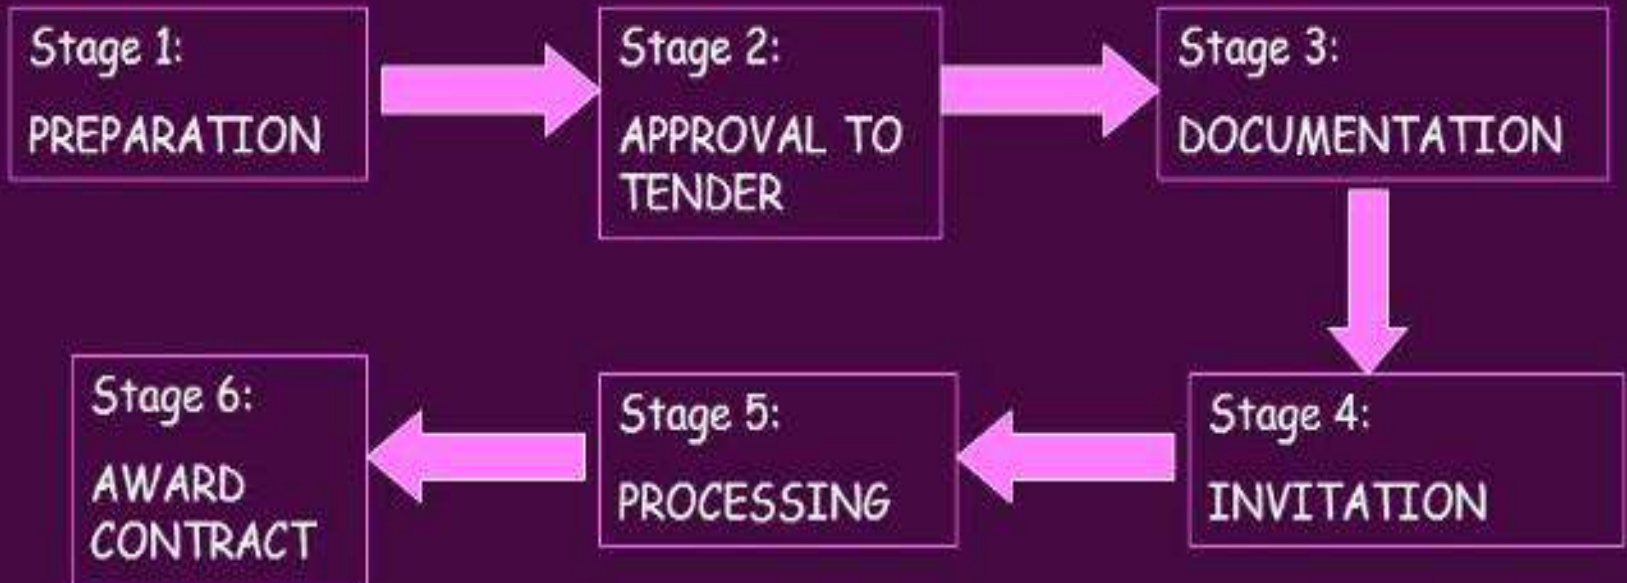 Stage 1:
PREPARATION
Stage 2:
APPROVAL TO
TENDER
Stage 3:
DOCUMENTATION
Stage 4:
INVITATION
Stage 5:
PROCESSING
Stage 6:
AWARD
CONTRACT